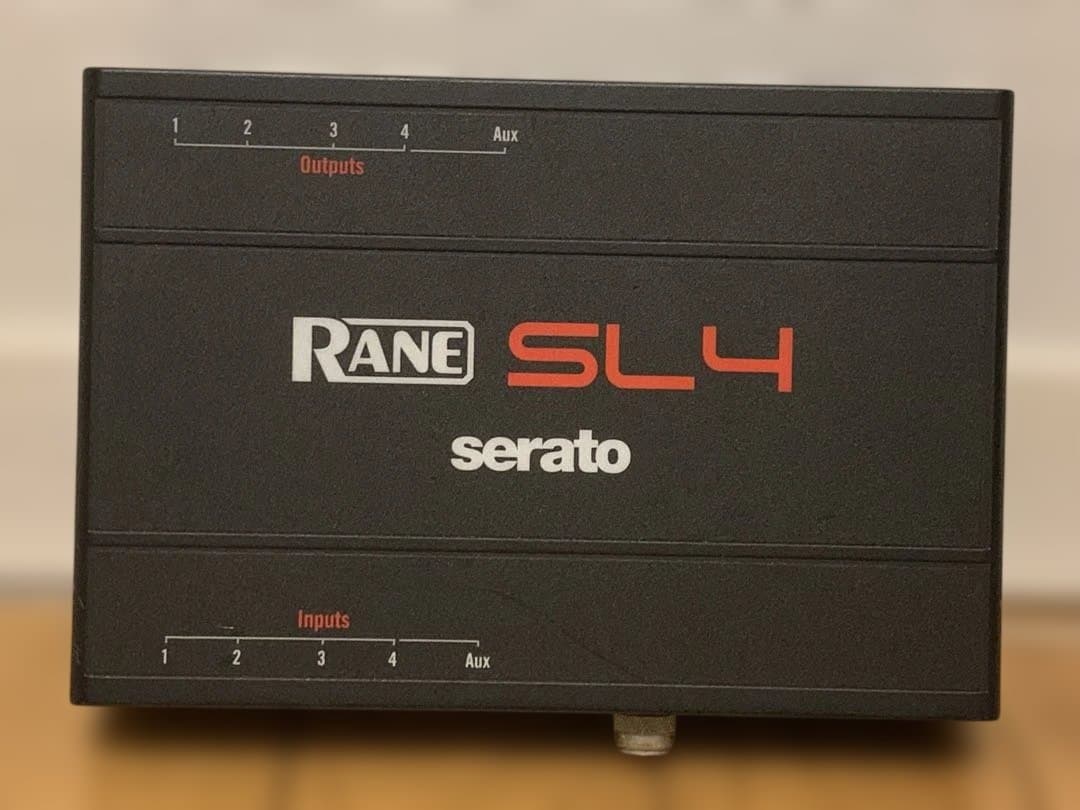 1 2 3 4 Aux
Outputs
RANE SL4
serato
Inputs
1 2 3 4 Aux